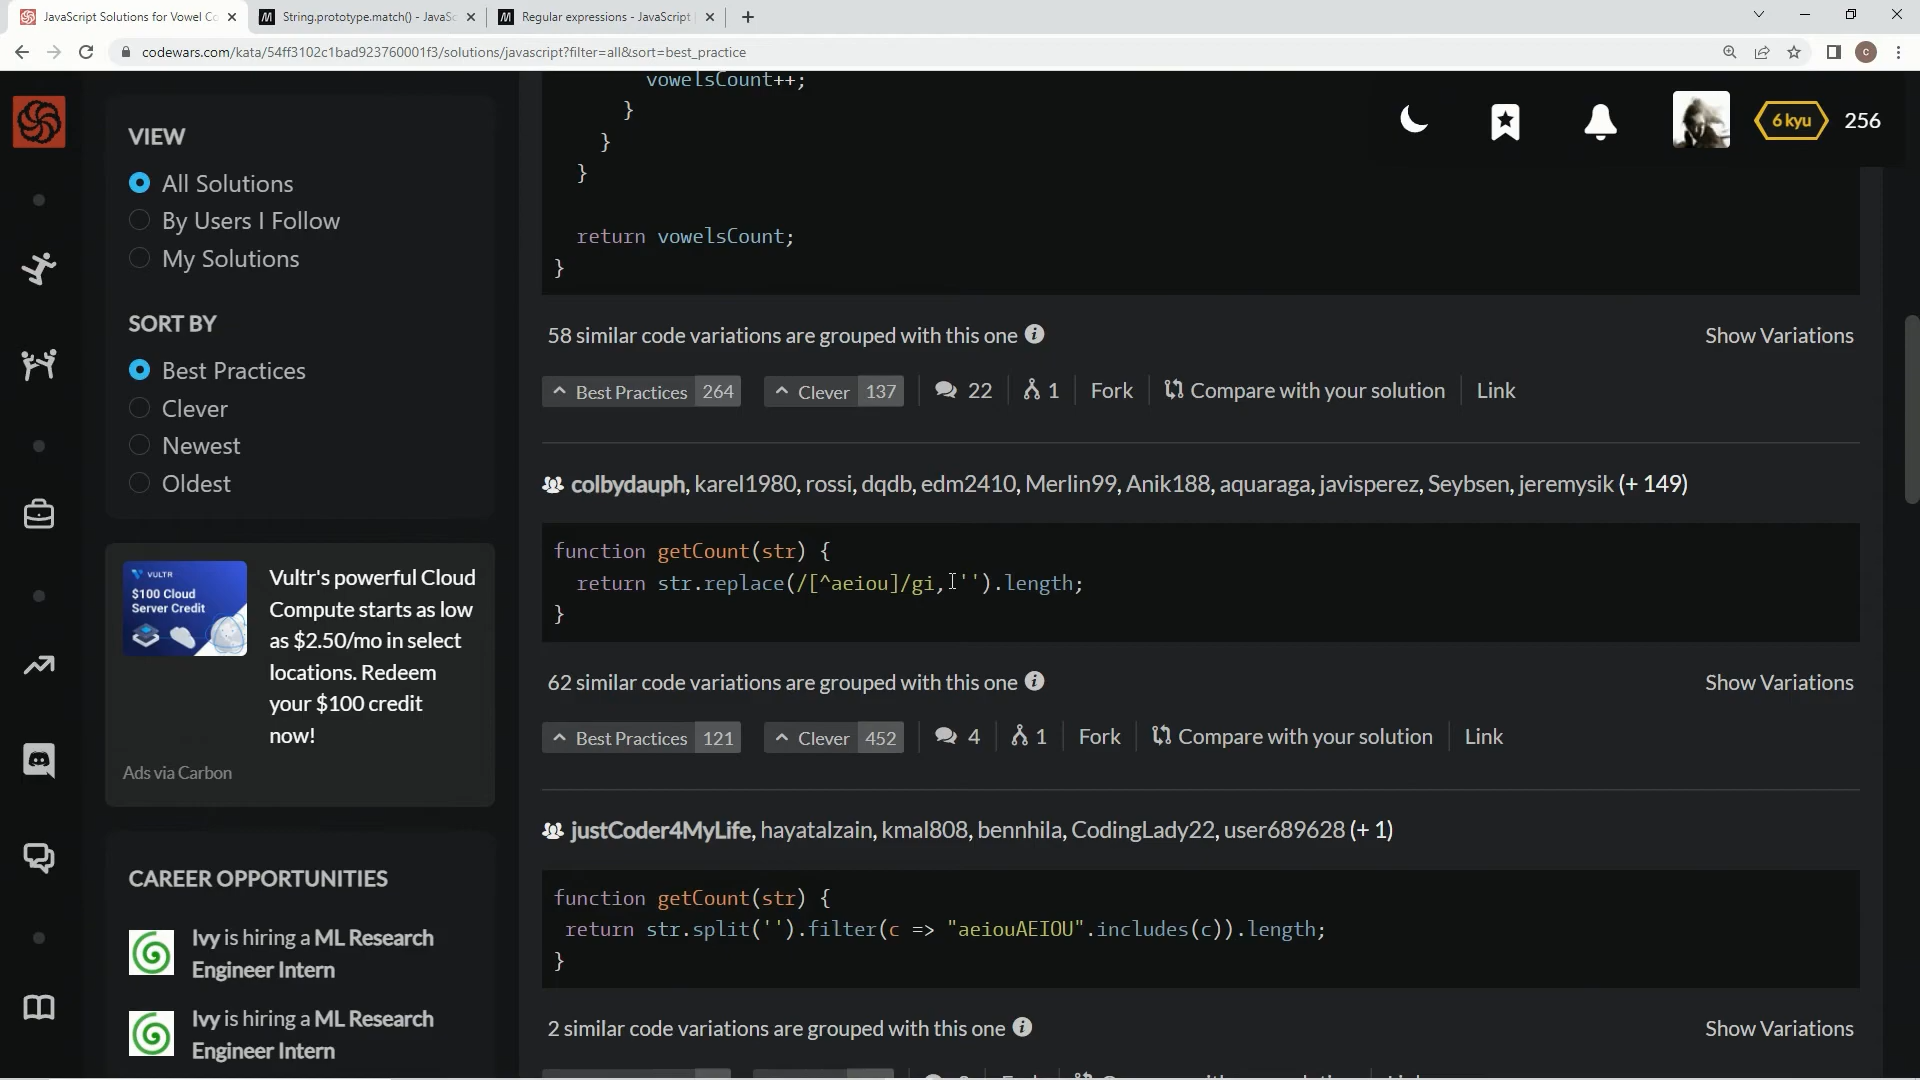 JavaScript Solutions for Vowel Co
String.prototype.match() - JavaSc
Regular expressions - JavaScript
codewars.com/kata/54ff3102c1bad923760001f3/solutions/javascript?filter=all&sort=best_practice
C
6 kyu
256
VIEW
All Solutions
By Users I Follow
My Solutions
SORT BY
Best Practices
Clever
Newest
Oldest
VULTR
$100 Cloud
Server Credit
Vultr's powerful Cloud
Compute starts as low
as $2.50/mo in select
locations. Redeem
your $100 credit
now!
Ads via Carbon
CAREER OPPORTUNITIES
Ivy is hiring a ML Research
Engineer Intern
Ivy is hiring a ML Research
Engineer Intern
vowelsCount++;
}
}
}
return vowelsCount;
}
58 similar code variations are grouped with this one
Show Variations
Best Practices 264 Clever 137 22 1 Fork Compare with your solution Link
colbydauph, karel1980, rossi, dqdb, edm2410, Merlin99, Anik188, aquaraga, javisperez, Seybsen, jeremysik (+ 149)
function getCount(str) {
return str.replace(/[^aeiou]/gi, '').length;
}
62 similar code variations are grouped with this one
Show Variations
Best Practices 121 Clever 452 4 1 Fork Compare with your solution Link
justCoder4MyLife, hayatalzain, kmal808, bennhila, CodingLady22, user689628 (+ 1)
function getCount(str) {
return str.split('').filter(c => "aeiouAEIOU".includes(c)).length;
}
2 similar code variations are grouped with this one
Show Variations